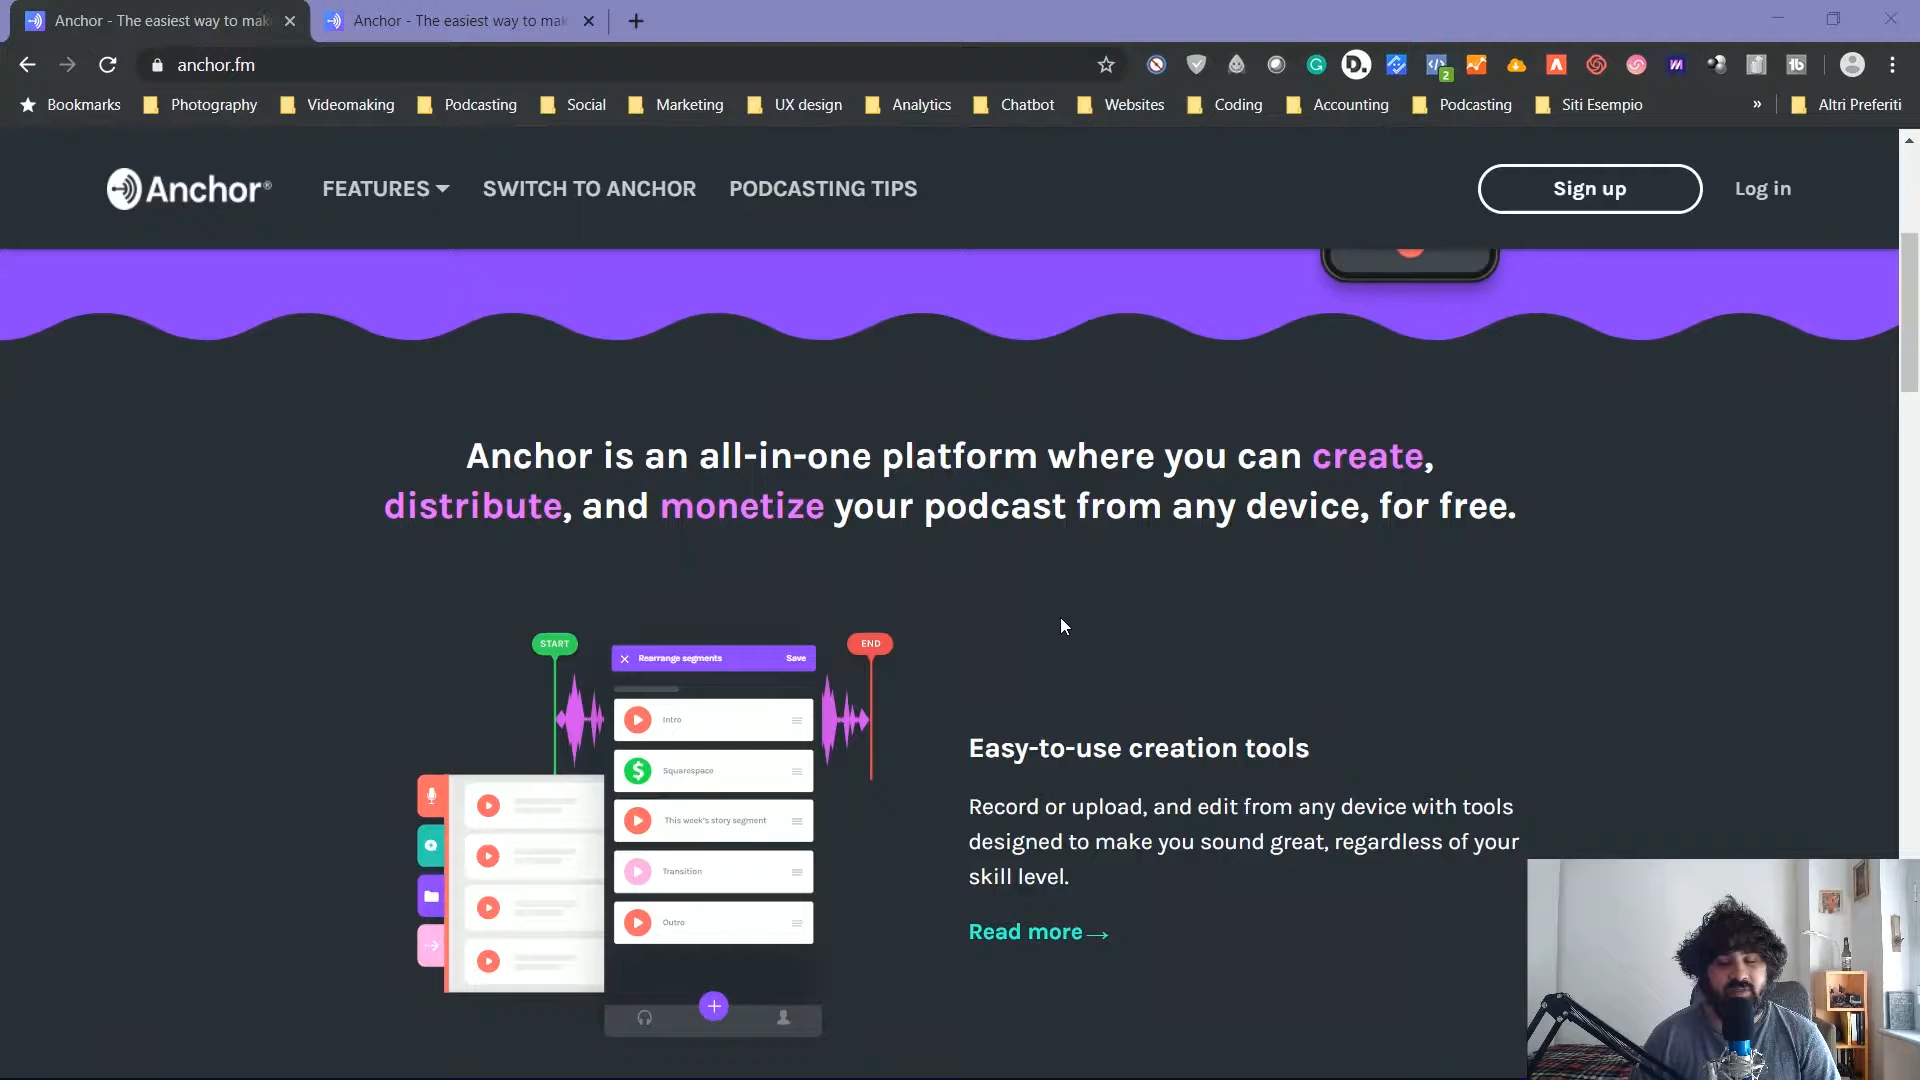 Anchor - The easiest way to mak
Anchor - The easiest way to mak
anchor.fm
2
Bookmarks Photography Videomaking Podcasting Social Marketing UX design Analytics Chatbot Websites Coding Accounting Podcasting Siti Esempio » Altri Preferiti
Anchor® FEATURES SWITCH TO ANCHOR PODCASTING TIPS Sign up Log in
Anchor is an all-in-one platform where you can create,
distribute, and monetize your podcast from any device, for free.
START
END
Rearrange segments Save
Intro
Squarespace
This week's story segment
Transition
Outro
Easy-to-use creation tools
Record or upload, and edit from any device with tools
designed to make you sound great, regardless of your
skill level.
Read more→